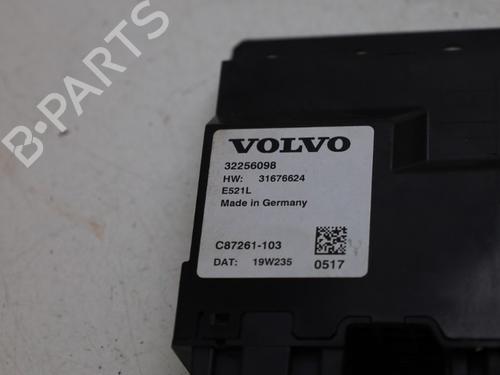 B-PARTS
VOLVO
32256098
HW: 31676624
E521L
Made in Germany
C87261-103
DAT: 19W235 0517